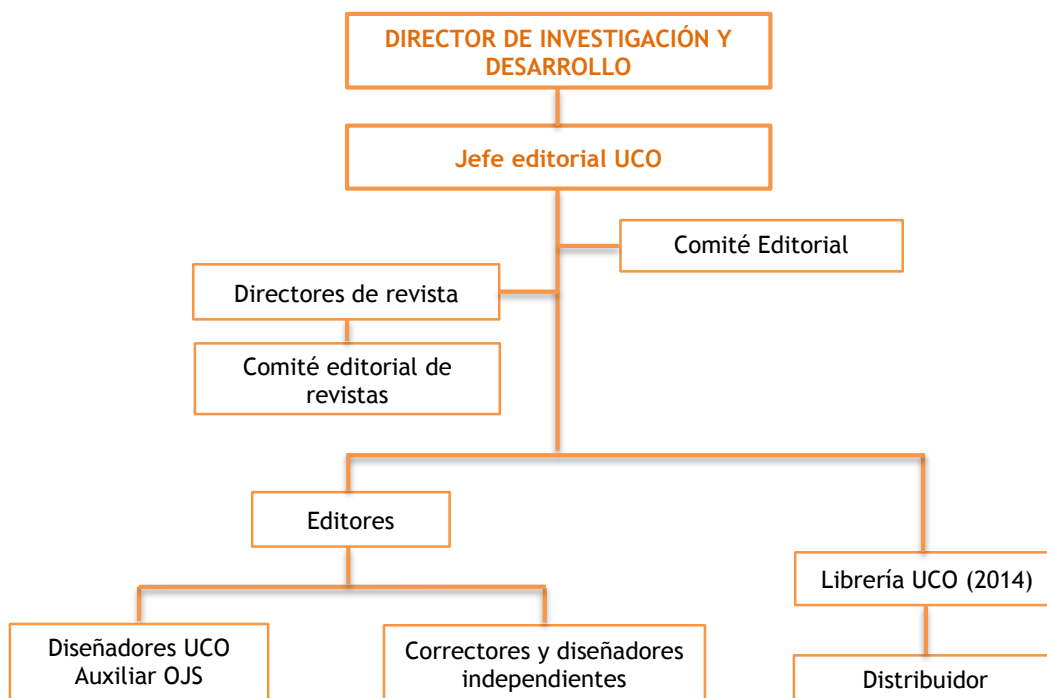 DIRECTOR DE INVESTIGACIÓN Y
DESARROLLO
Jefe editorial UCO
Comité Editorial
Directores de revista
Comité editorial de
revistas
Editores
Librería UCO (2014)
Diseñadores UCO
Auxiliar OJS
Correctores y diseñadores
independientes
Distribuidor